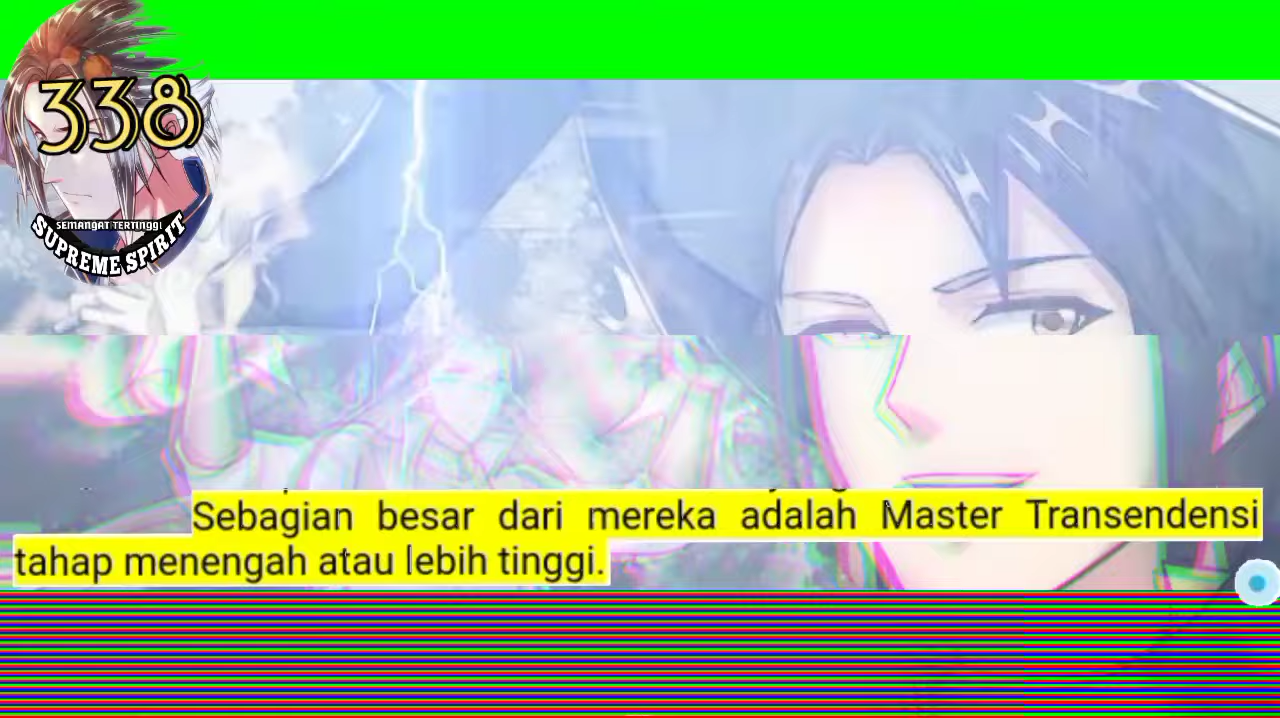 338
SEMANGAT TERTINGGI
SUPREME SPIRIT
Sebagian besar dari mereka adalah Master Transendensi
tahap menengah atau lebih tinggi.